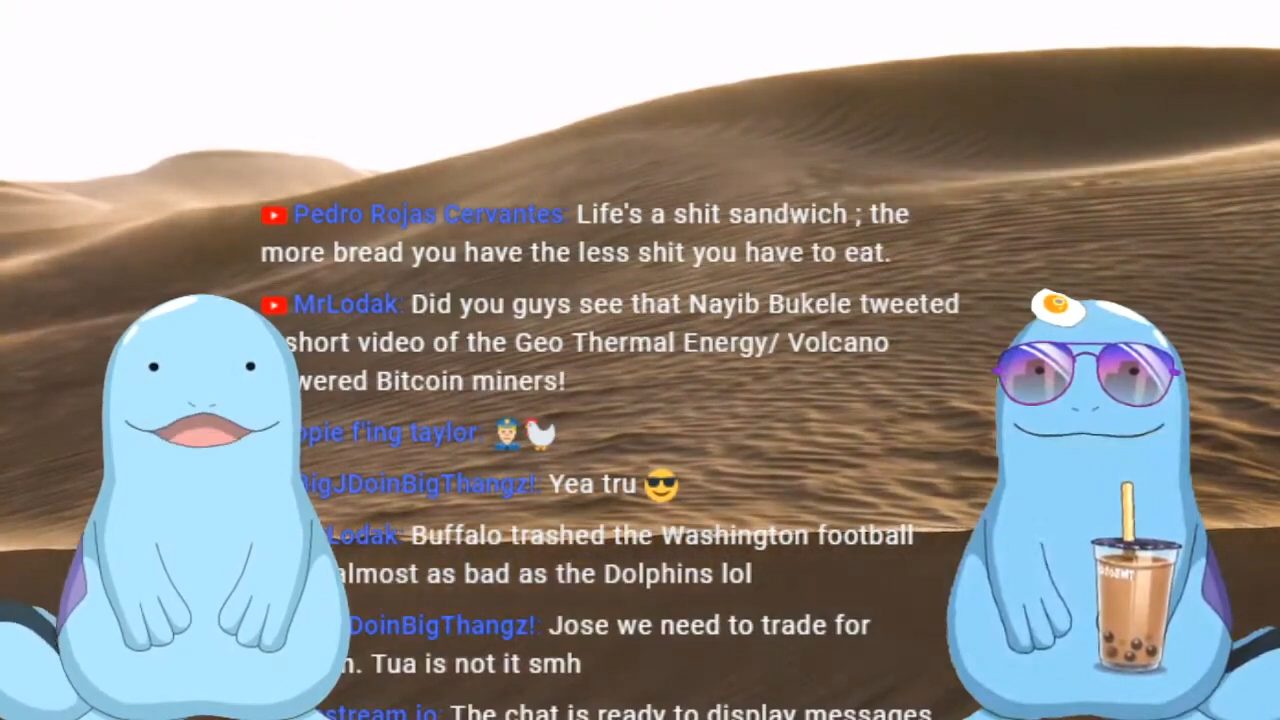 Pedro Rojas Cervantes: Life's a shit sandwich ; the
more bread you have the less shit you have to eat.
MrLodak: Did you guys see that Nayib Bukele tweeted
short video of the Geo Thermal Energy/ Volcano
wered Bitcoin miners!
opie f'ing taylor: 👮🏼🐓
BigJDoinBigThangz!: Yea tru 😎
Lodak: Buffalo trashed the Washington football
almost as bad as the Dolphins lol
DoinBigThangz!: Jose we need to trade for
Tua is not it smh
stream.io: The chat is ready to display messages